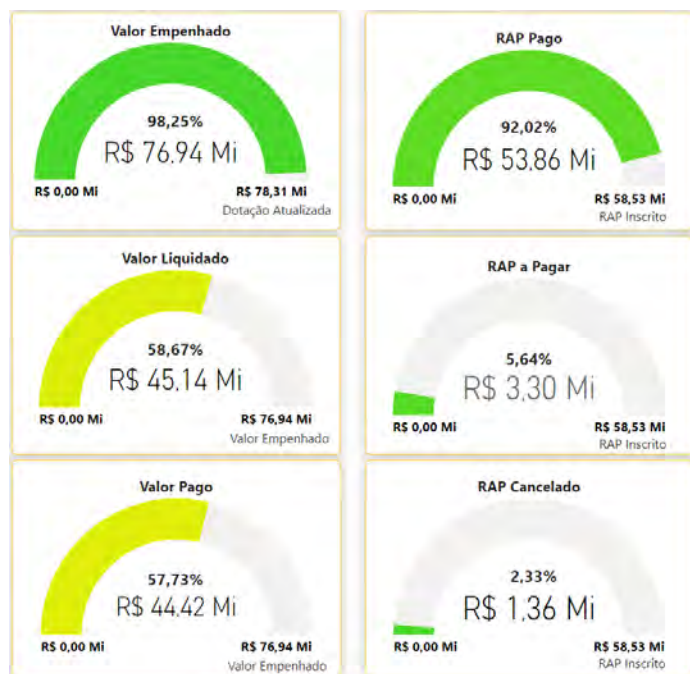 Valor Empenhado
98,25%
R$ 76,94 Mi
R$ 0,00 Mi
R$ 78,31 Mi
Dotação Atualizada
RAP Pago
92,02%
R$ 53,86 Mi
R$ 0,00 Mi
R$ 58,53 Mi
RAP Inscrito
Valor Liquidado
58,67%
R$ 45,14 Mi
R$ 0,00 Mi
R$ 76,94 Mi
Valor Empenhado
RAP a Pagar
5,64%
R$ 3,30 Mi
R$ 0,00 Mi
R$ 58,53 Mi
RAP Inscrito
Valor Pago
57,73%
R$ 44,42 Mi
R$ 0,00 Mi
R$ 76,94 Mi
Valor Empenhado
RAP Cancelado
2,33%
R$ 1,36 Mi
R$ 0,00 Mi
R$ 58,53 Mi
RAP Inscrito